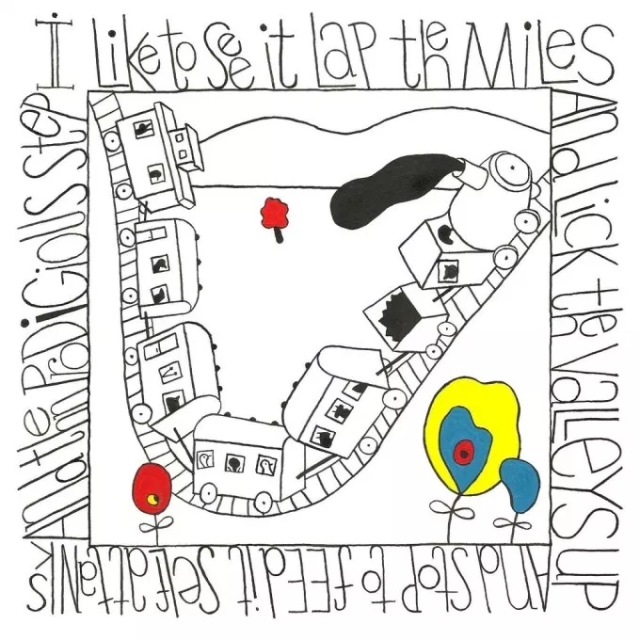 I Like to See it LaP the MiLeS
And Lick the VaLLeYS UP
And StoP to fEEd it SeLf at tanKs
And then PRoDiGiouS SteP